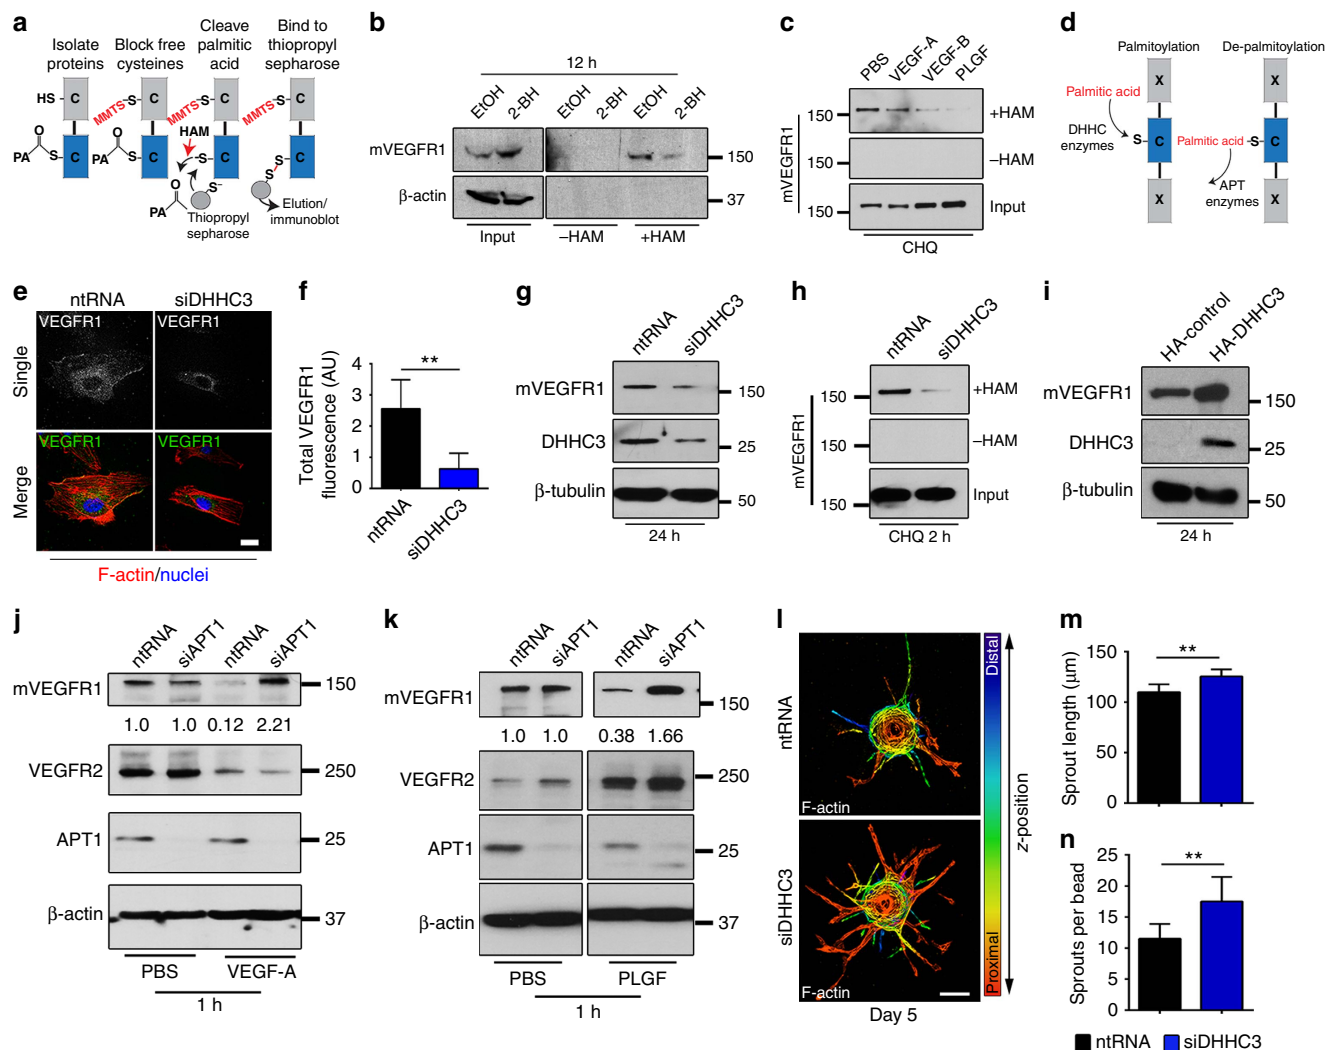 a
Isolate
proteins
Block free
cysteines
Cleave
palmitic
acid
Bind to
thiopropyl
sepharose
HS
C
MMTS
S
C
MMTS
S
C
MMTS
S
C
HAM
O
PA
S
C
O
PA
S
C
S
C
S
S
C
O
PA
S–
Thiopropyl
sepharose
Elution/
immunoblot
b
12 h
EtOH
2-BH
EtOH
2-BH
EtOH
2-BH
mVEGFR1
150
β-actin
37
Input
–HAM
+HAM
c
PBS
VEGF-A
VEGF-B
PLGF
mVEGFR1
150
+HAM
150
–HAM
150
Input
CHQ
d
Palmitoylation
De-palmitoylation
X
X
Palmitic acid
DHHC
enzymes
S
C
Palmitic acid
S
C
APT
enzymes
X
X
e
ntRNA
siDHHC3
Single
VEGFR1
VEGFR1
Merge
VEGFR1
VEGFR1
F-actin/nuclei
f
Total VEGFR1
fluorescence (AU)
4
3
2
1
0
**
ntRNA
siDHHC3
g
ntRNA
siDHHC3
mVEGFR1
150
DHHC3
25
β-tubulin
50
24 h
h
ntRNA
siDHHC3
mVEGFR1
150
+HAM
150
–HAM
150
Input
CHQ 2 h
i
HA-control
HA-DHHC3
mVEGFR1
150
DHHC3
25
β-tubulin
50
24 h
j
ntRNA
siAPT1
ntRNA
siAPT1
mVEGFR1
150
1.0
1.0
0.12
2.21
VEGFR2
250
APT1
25
β-actin
37
PBS
VEGF-A
1 h
k
ntRNA
siAPT1
ntRNA
siAPT1
mVEGFR1
150
1.0
1.0
0.38
1.66
VEGFR2
250
APT1
25
β-actin
37
PBS
PLGF
1 h
l
ntRNA
F-actin
siDHHC3
F-actin
Day 5
Distal
z-position
Proximal
m
Sprout length (μm)
150
100
50
0
**
n
Sprouts per bead
25
20
15
10
5
0
**
ntRNA
siDHHC3